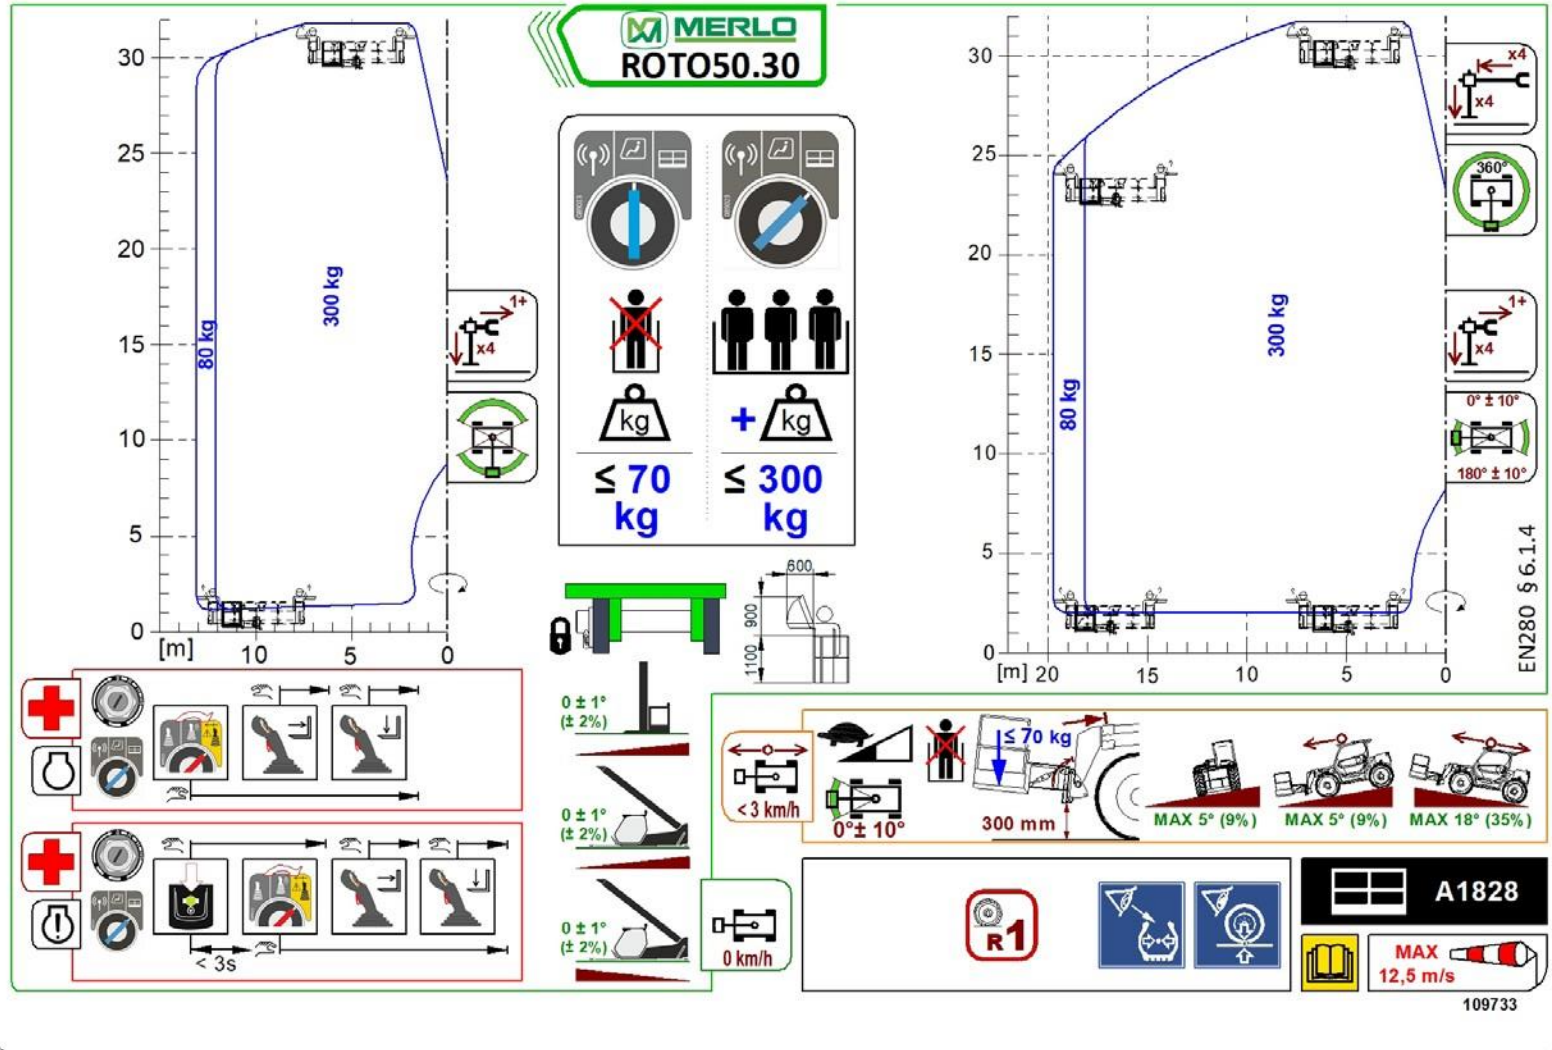 MERLO
ROTO50.30
30
25
20
15
10
5
0
[m]
10
5
0
80 kg
300 kg
1+
x4
≤ 70
kg
+
kg
≤ 300
kg
kg
30
25
20
15
10
5
0
[m] 20
15
10
5
0
80 kg
300 kg
x4
x4
360°
1+
x4
0° ± 10°
180° ± 10°
EN280 § 6.1.4
600
900
1100
0 ± 1°
(± 2%)
0 ± 1°
(± 2%)
0 ± 1°
(± 2%)
< 3s
< 3 km/h
0°± 10°
≤ 70 kg
300 mm
MAX 5° (9%)
MAX 5° (9%)
MAX 18° (35%)
0 km/h
R1
A1828
MAX
12,5 m/s
109733